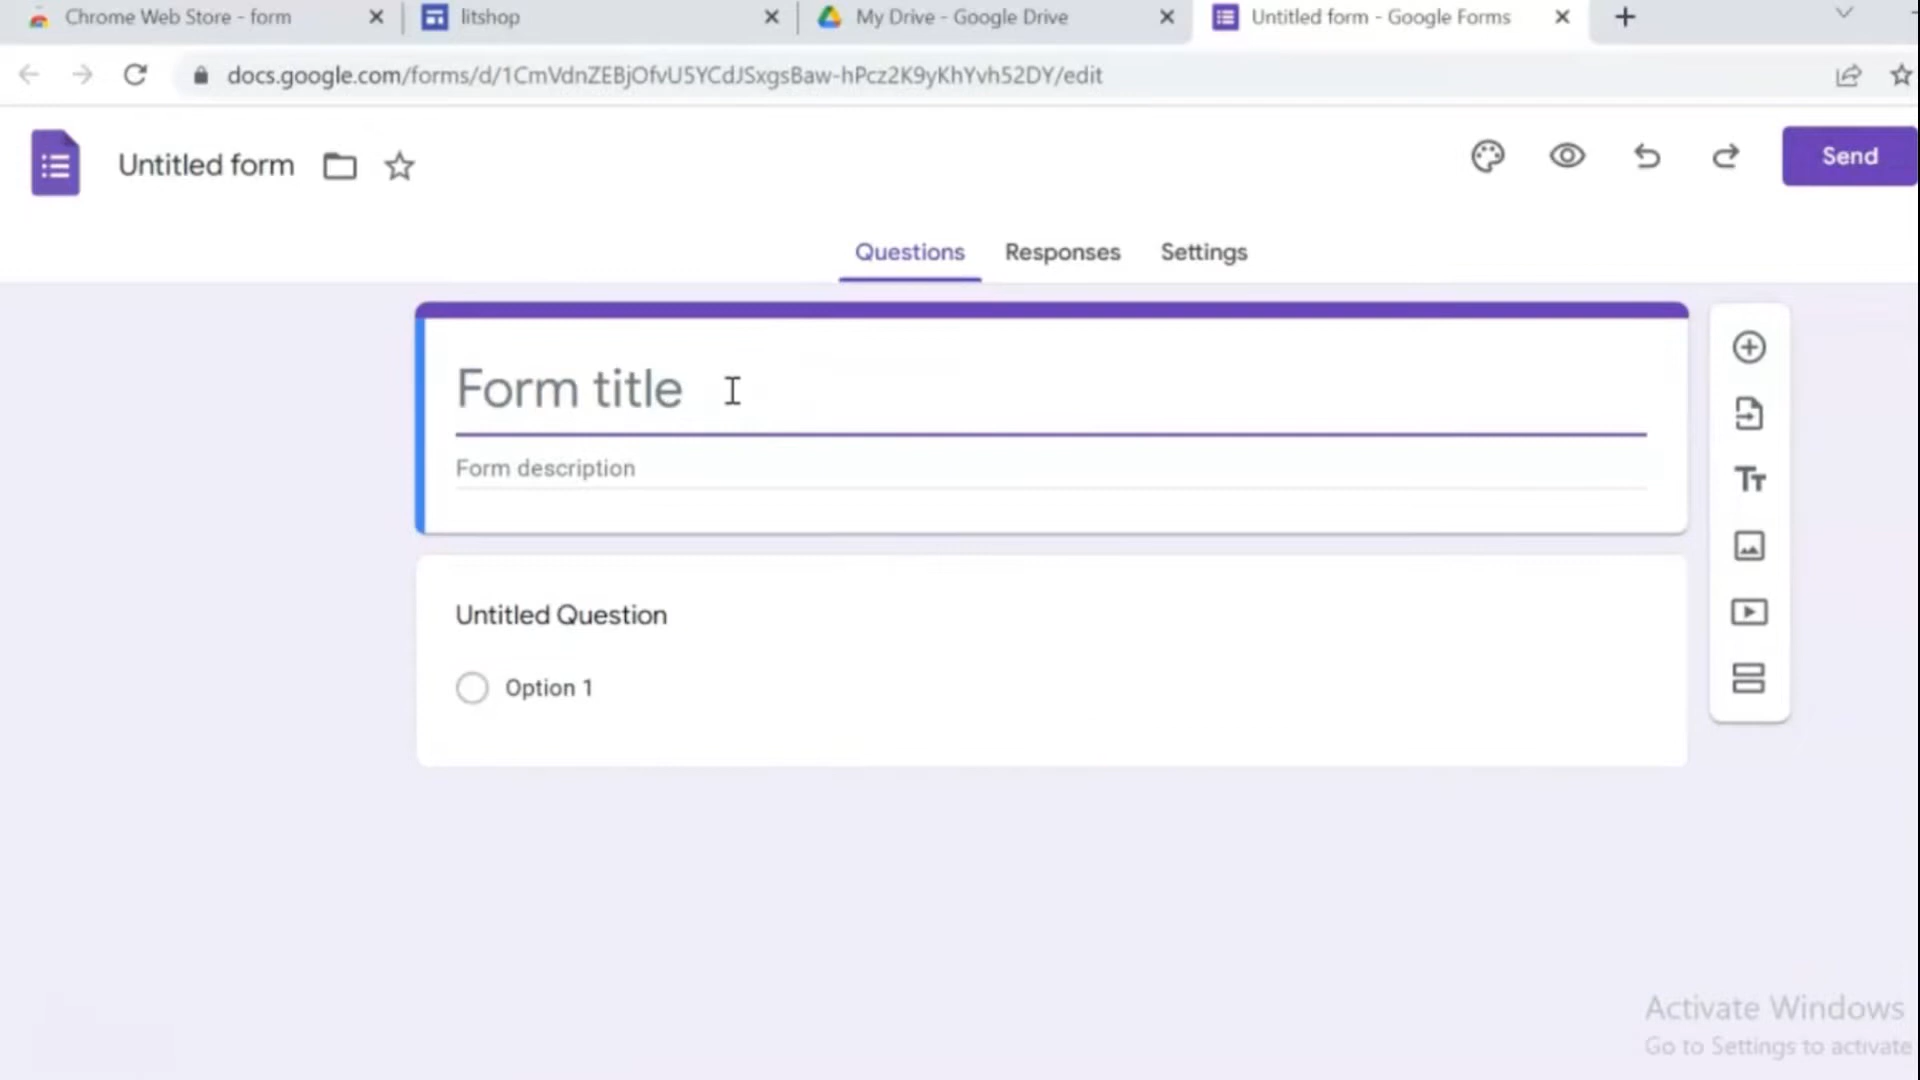 Chrome Web Store - form
litshop
My Drive - Google Drive
Untitled form - Google Forms
docs.google.com/forms/d/1CmVdnZEBjOfvU5YCdJSxgsBaw-hPcz2K9yKhYvh52DY/edit
Untitled form
Send
Questions Responses Settings
Form title
Form description
Untitled Question
Option 1
Activate Windows
Go to Settings to activate